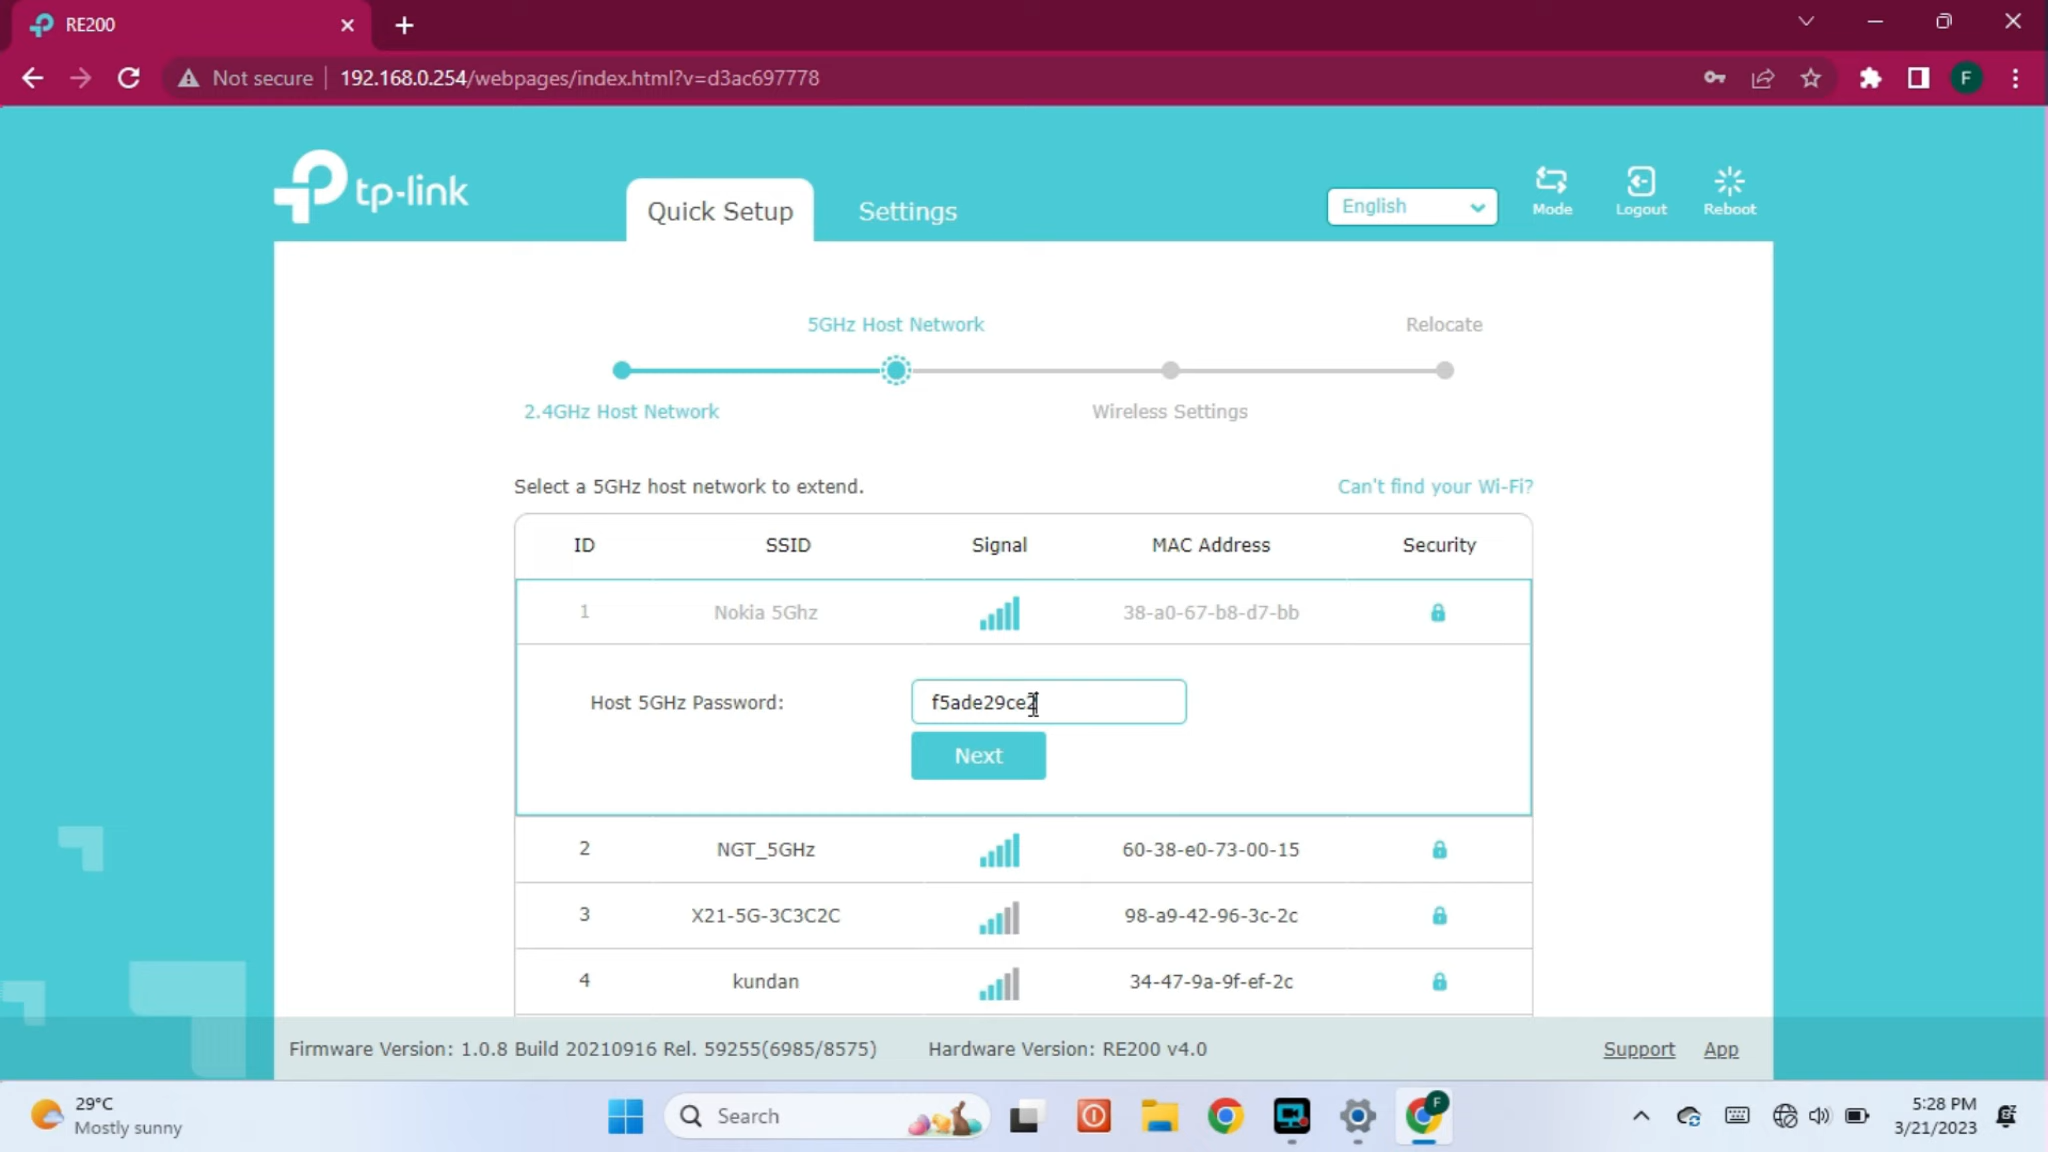 RE200
Not secure
192.168.0.254/webpages/index.html?v=d3ac697778
F
tp-link
Quick Setup
Settings
English
Mode
Logout
Reboot
5GHz Host Network
Relocate
2.4GHz Host Network
Wireless Settings
Select a 5GHz host network to extend.
Can't find your Wi-Fi?
ID SSID Signal MAC Address Security
1 Nokia 5Ghz 38-a0-67-b8-d7-bb
Host 5GHz Password: f5ade29ce2
Next
2 NGT_5GHz 60-38-e0-73-00-15
3 X21-5G-3C3C2C 98-a9-42-96-3c-2c
4 kundan 34-47-9a-9f-ef-2c
Firmware Version: 1.0.8 Build 20210916 Rel. 59255(6985/8575) Hardware Version: RE200 v4.0 Support App
29°C
Mostly sunny
Search
F
5:28 PM
3/21/2023